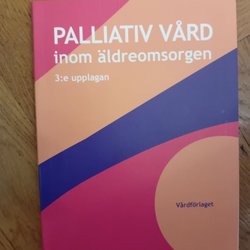 PALLIATIV VÅRD
inom äldreomsorgen
3:e upplagan
Vårdförlaget